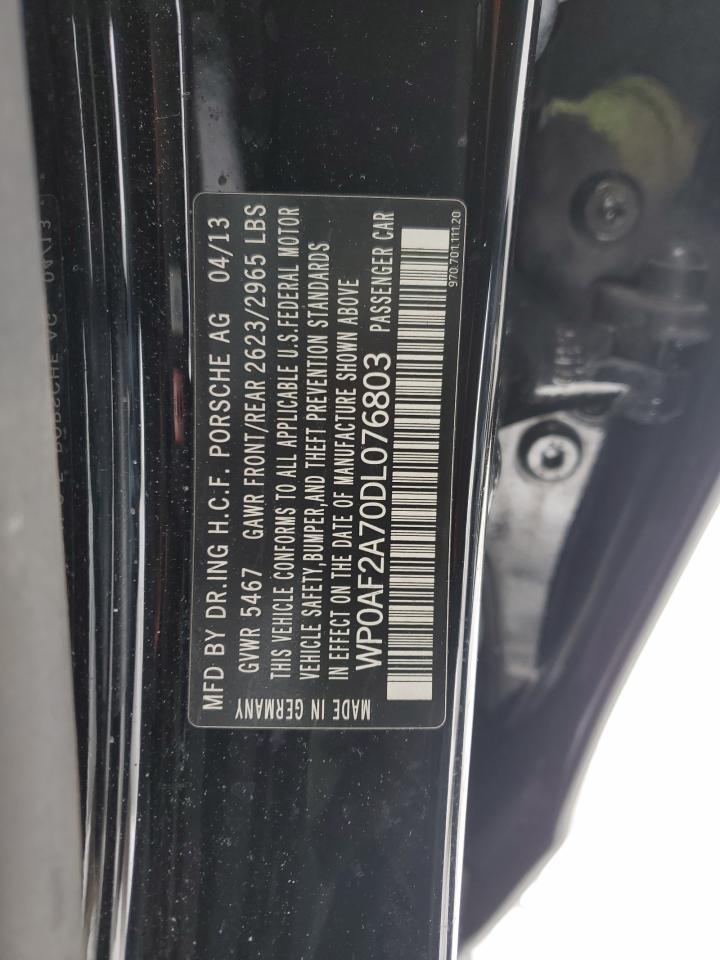 MFD BY DR.ING H.C.F. PORSCHE AG 04/13
GVWR 5467 GAWR FRONT/REAR 2623/2965 LBS
THIS VEHICLE CONFORMS TO ALL APPLICABLE U.S.FEDERAL MOTOR
VEHICLE SAFETY,BUMPER,AND THEFT PREVENTION STANDARDS
IN EFFECT ON THE DATE OF MANUFACTURE SHOWN ABOVE
WP0AF2A70DL076803 PASSENGER CAR
MADE IN GERMANY
970.701.111.20